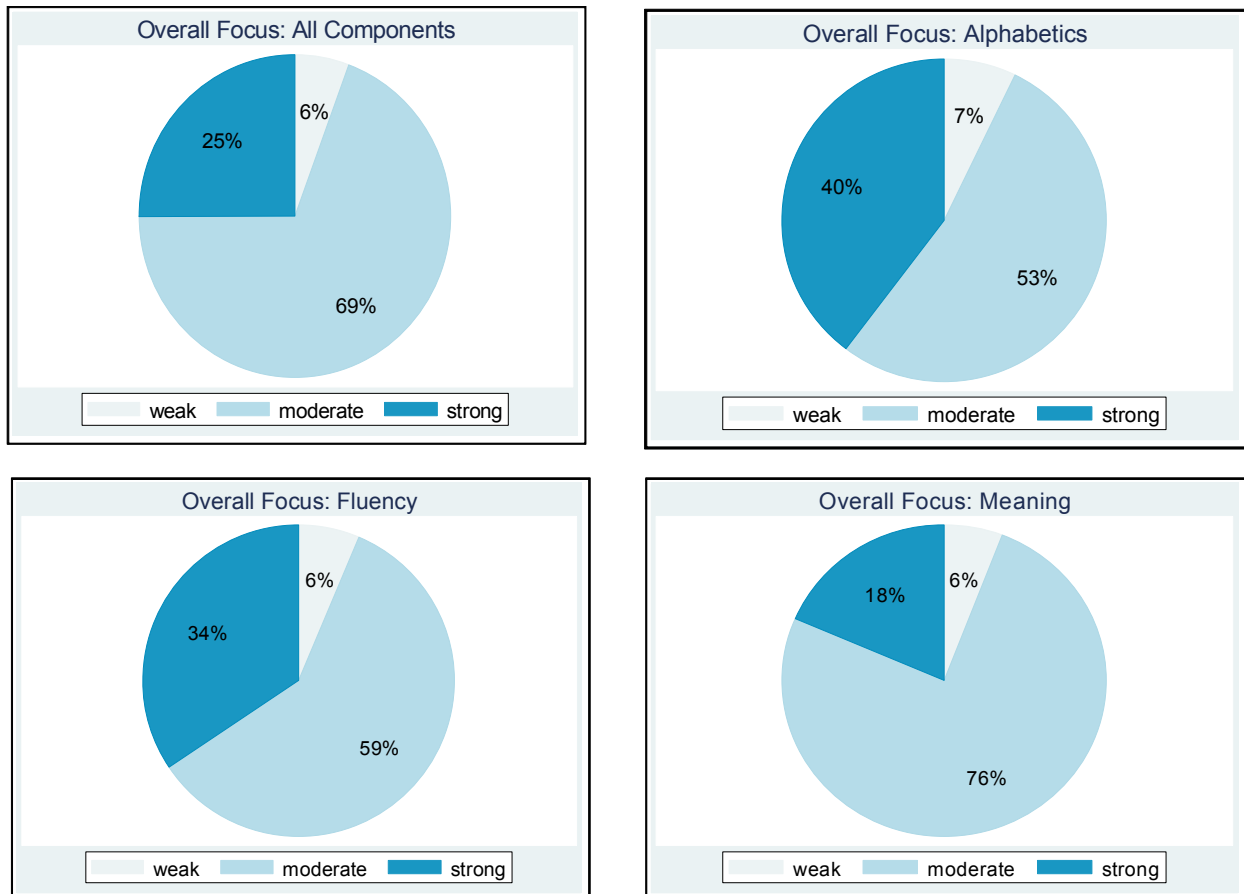 Overall Focus: All Components
6%
25%
69%
weak moderate strong
Overall Focus: Alphabetics
7%
40%
53%
weak moderate strong
Overall Focus: Fluency
6%
34%
59%
weak moderate strong
Overall Focus: Meaning
6%
18%
76%
weak moderate strong